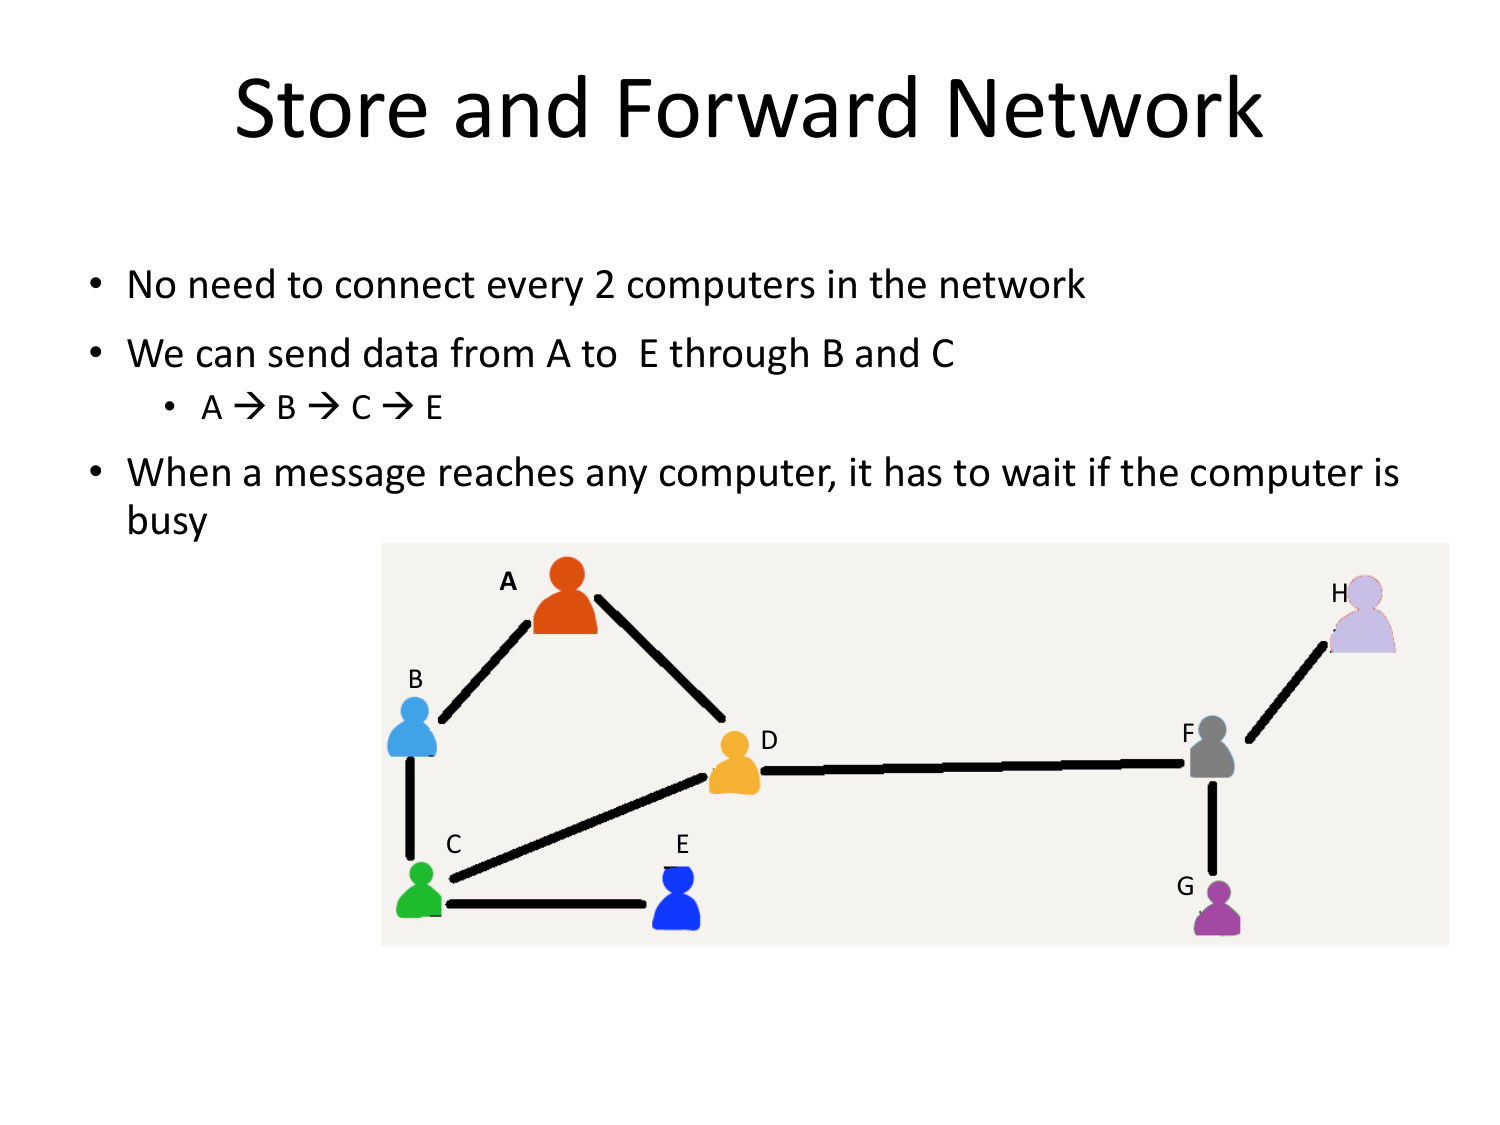 Store and Forward Network
• No need to connect every 2 computers in the network
• We can send data from A to  E through B and C
• A → B → C → E
• When a message reaches any computer, it has to wait if the computer is
busy
A
H
B
F
D
C
E
G